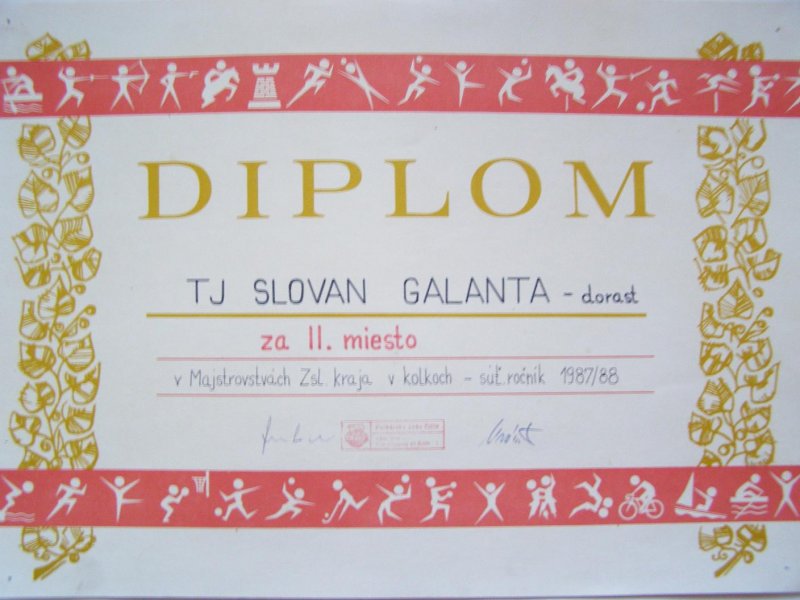 DIPLOM
TJ SLOVAN GALANTA - dorast
za II. miesto
v Majstrovstvách Zsl. kraja v kolkoch - súť. ročník 1987/88